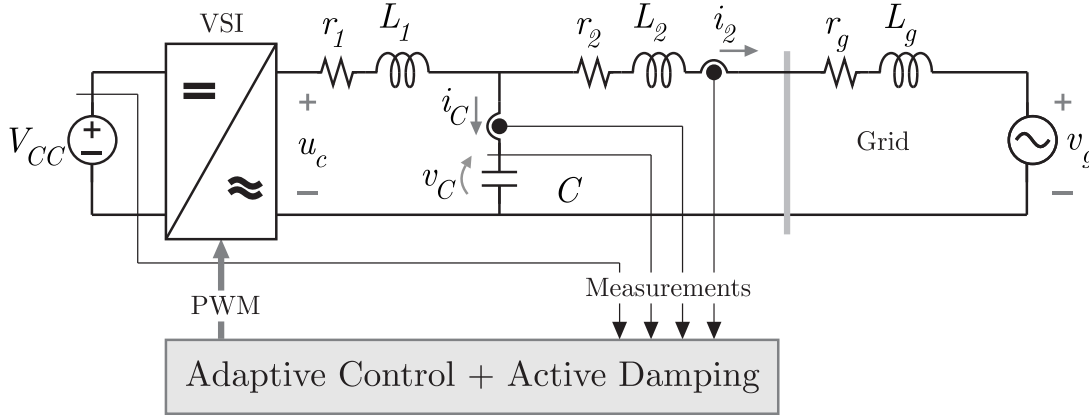 VSI
r1 L1 r2 L2 i2 rg Lg
+ iC +
VCC + − uc Grid vg
− vC C −
PWM
Measurements
Adaptive Control + Active Damping